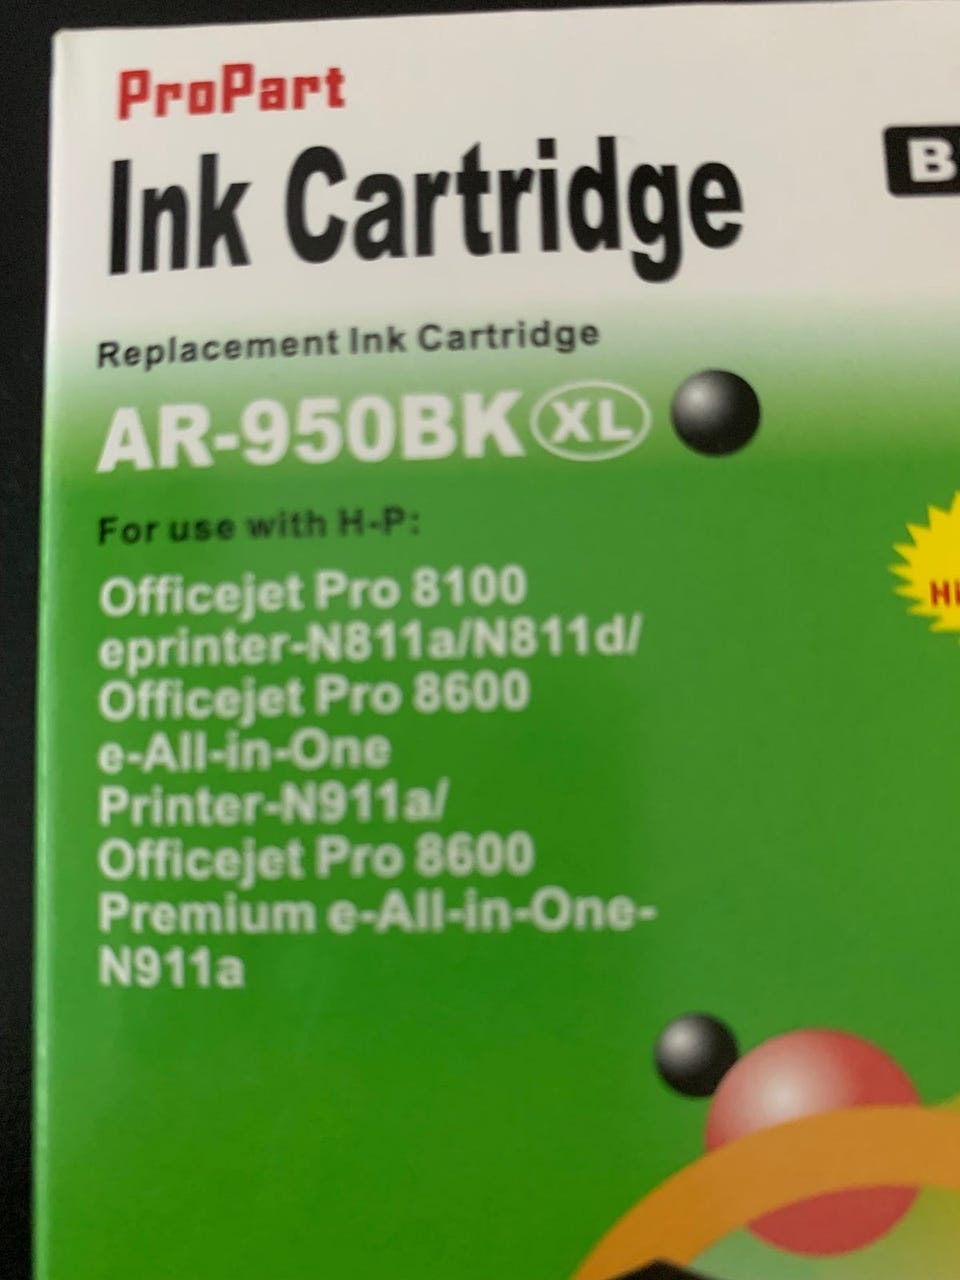 ProPart
Ink Cartridge
B
Replacement Ink Cartridge
AR-950BK XL
For use with H-P:
Officejet Pro 8100
eprinter-N811a/N811d/
Officejet Pro 8600
e-All-in-One
Printer-N911a/
Officejet Pro 8600
Premium e-All-in-One-
N911a